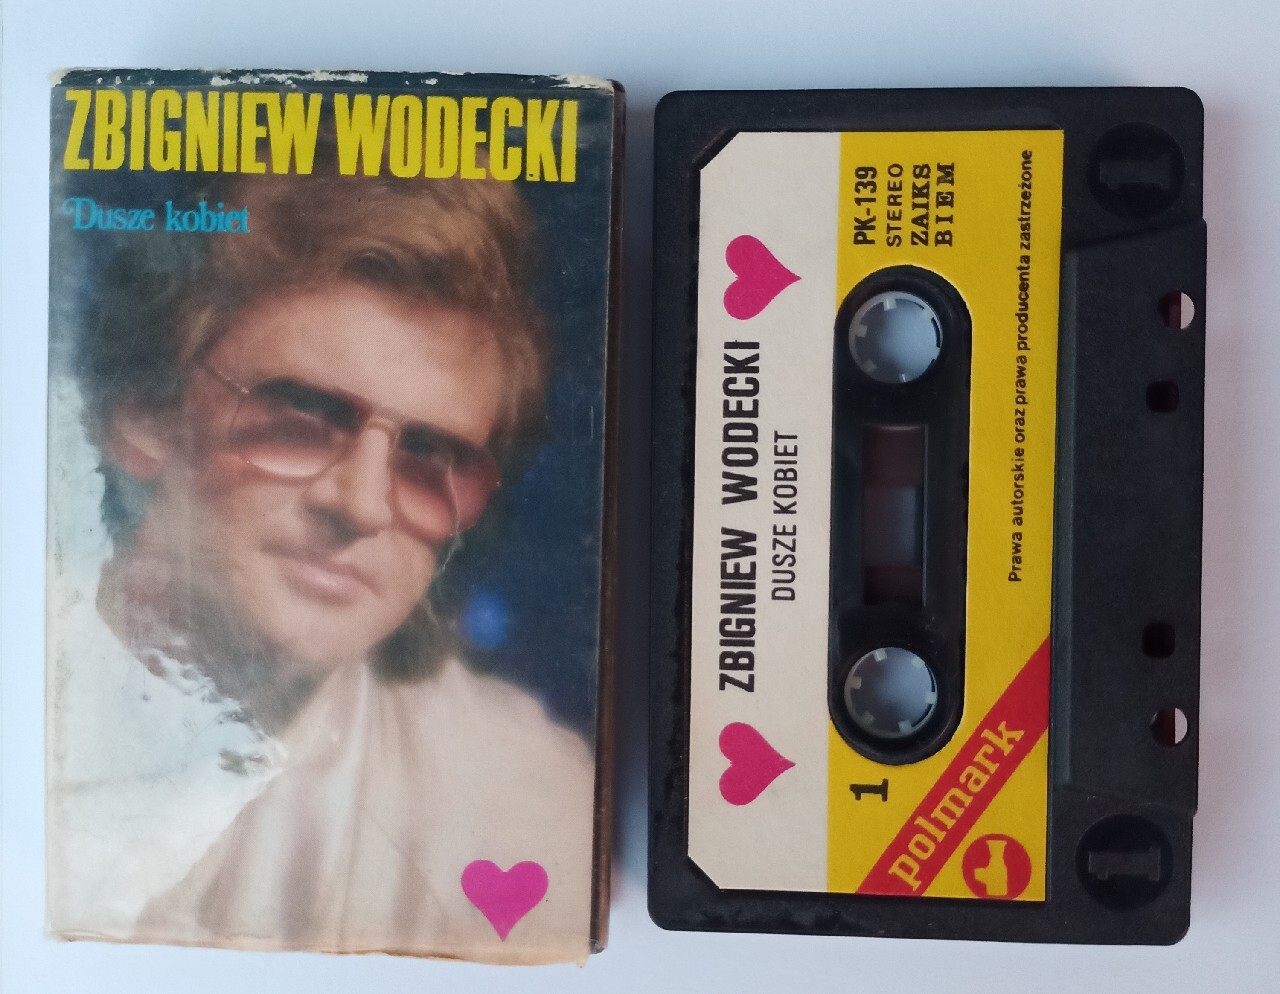 ZBIGNIEW WODECKI
Dusze kobiet
ZBIGNIEW WODECKI
DUSZE KOBIET
PK-139
STEREO
ZAIKS
BIEM
Prawa autorskie oraz prawa producenta zastrzeżone
1
polmark
1
1